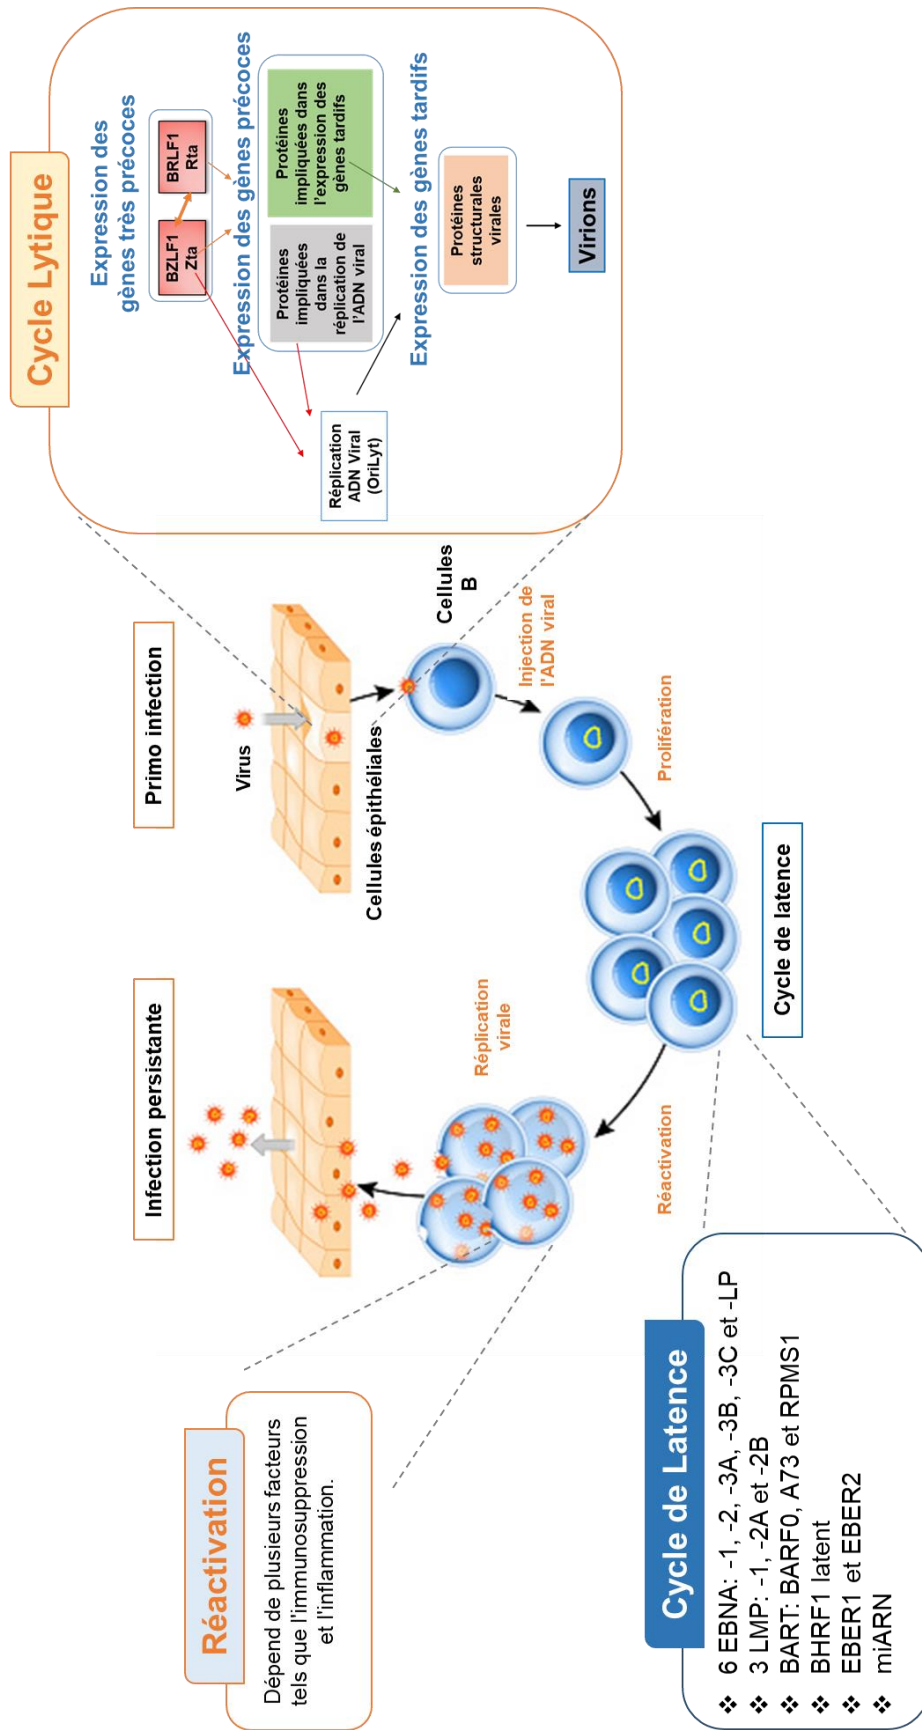 Réactivation
Dépend de plusieurs facteurs
tels que l'immunosuppression
et l'inflammation.
Cycle de Latence
❖ 6 EBNA: -1, -2, -3A, -3B, -3C et -LP
❖ 3 LMP: -1, -2A et -2B
❖ BART: BARF0, A73 et RPMS1
❖ BHRF1 latent
❖ EBER1 et EBER2
❖ miARN
Infection persistante
Réplication
virale
Réactivation
Primo infection
Virus
Cellules épithéliales
Cellules
B
Injection de
l'ADN viral
Prolifération
Cycle de latence
Cycle Lytique
Expression des
gènes très précoces
BZLF1
Zta
BRLF1
Rta
Expression des gènes précoces
Protéines
impliquées
dans la
réplication de
l'ADN viral
Protéines
impliquées dans
l'expression des
gènes tardifs
Réplication
ADN Viral
(OriLyt)
Expression des gènes tardifs
Protéines
structurales
virales
Virions